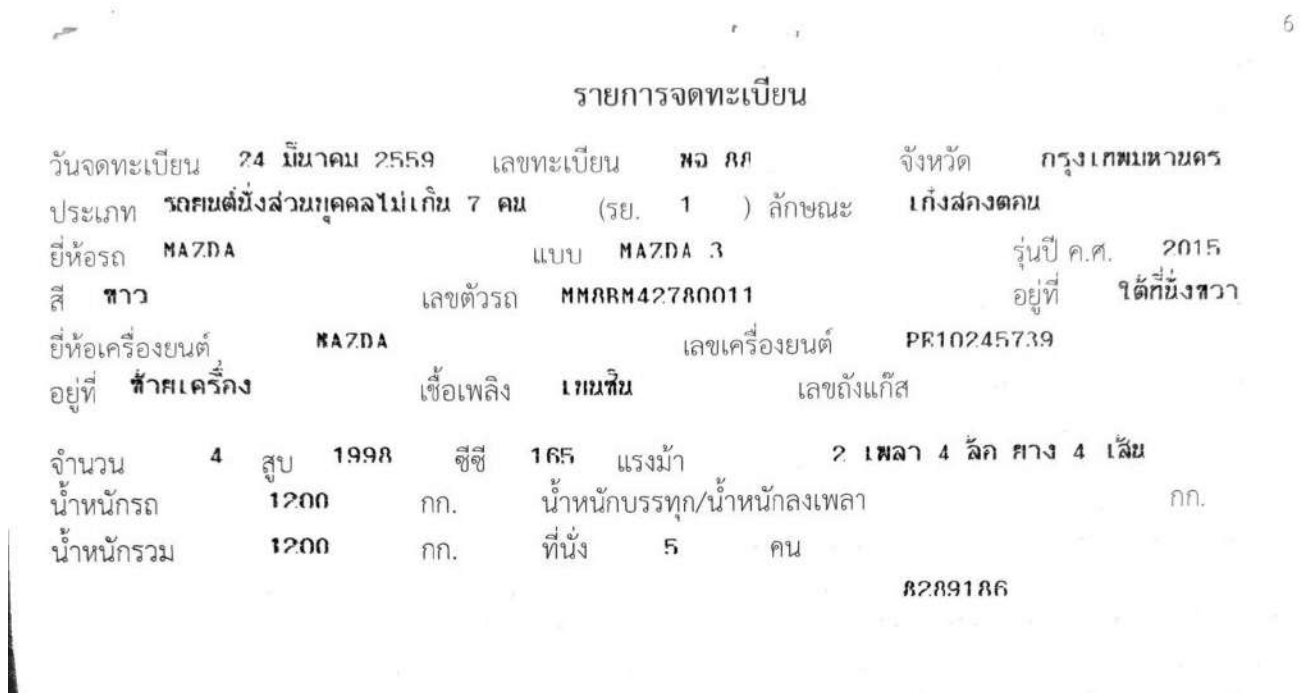 6
รายการจดทะเบียน
วันจดทะเบียน 24 มีนาคม 2559 เลขทะเบียน พอ 88 จังหวัด กรุงเทพมหานคร
ประเภท รถยนต์นั่งส่วนบุคคลไม่เกิน 7 คน (รย. 1 ) ลักษณะ เก๋งสองตอน
ยี่ห้อรถ MAZDA แบบ MAZDA 3 รุ่นปี ค.ศ. 2015
สี ขาว เลขตัวรถ MM8BM42780011 อยู่ที่ ใต้ที่นั่งขวา
ยี่ห้อเครื่องยนต์ MAZDA เลขเครื่องยนต์ PE10245739
อยู่ที่ ซ้ายเครื่อง เชื้อเพลิง เบนซิน เลขถังแก๊ส
จำนวน 4 สูบ 1998 ซีซี 165 แรงม้า 2 เพลา 4 ล้อ ยาง 4 เส้น
น้ำหนักรถ 1200 กก. น้ำหนักบรรทุก/น้ำหนักลงเพลา กก.
น้ำหนักรวม 1200 กก. ที่นั่ง 5 คน
8289186